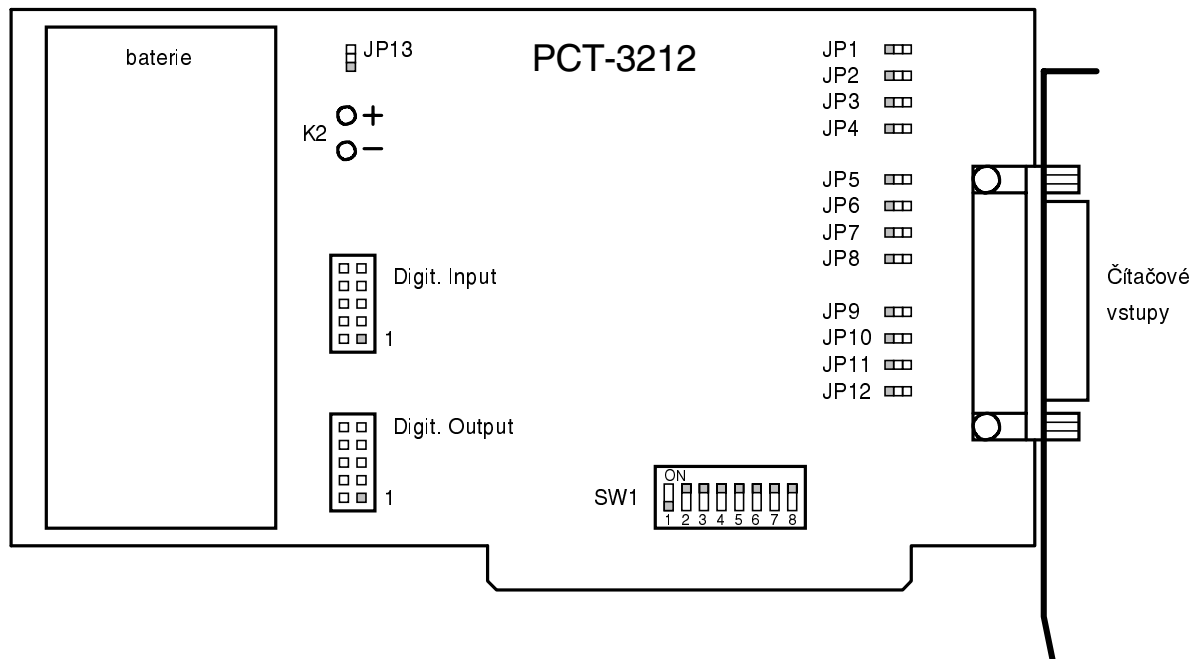 baterie
JP13
PCT-3212
K2
+
−
JP1
JP2
JP3
JP4
JP5
JP6
JP7
JP8
JP9
JP10
JP11
JP12
Digit. Input
1
Digit. Output
1
Čítačové
vstupy
SW1
ON
1 2 3 4 5 6 7 8